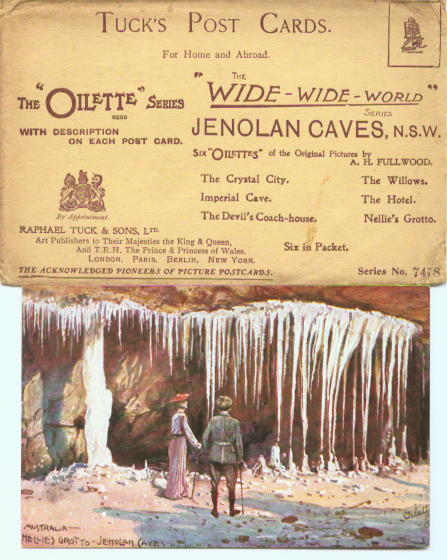 TUCK'S POST CARDS.
For Home and Abroad.
THE "OILETTE" SERIES
REGD
WITH DESCRIPTION
ON EACH POST CARD.
THE
"WIDE-WIDE-WORLD"
SERIES
JENOLAN CAVES, N.S.W.
SIX "OILETTES" of the Original Pictures by
A. H. FULLWOOD.
The Crystal City.
Imperial Cave.
The Devil's Coach-house.
The Willows.
The Hotel.
Nellie's Grotto.
Six in Packet.
By Appointment.
RAPHAEL TUCK & SONS, LTD.
Art Publishers to Their Majesties the King & Queen,
And T.R.H. The Prince & Princess of Wales,
LONDON, PARIS, BERLIN, NEW YORK.
THE ACKNOWLEDGED PIONEERS OF PICTURE POSTCARDS.
Series No. 7478
AUSTRALIA—
NELLIE'S GROTTO - JENOLAN CAVES
Oilette